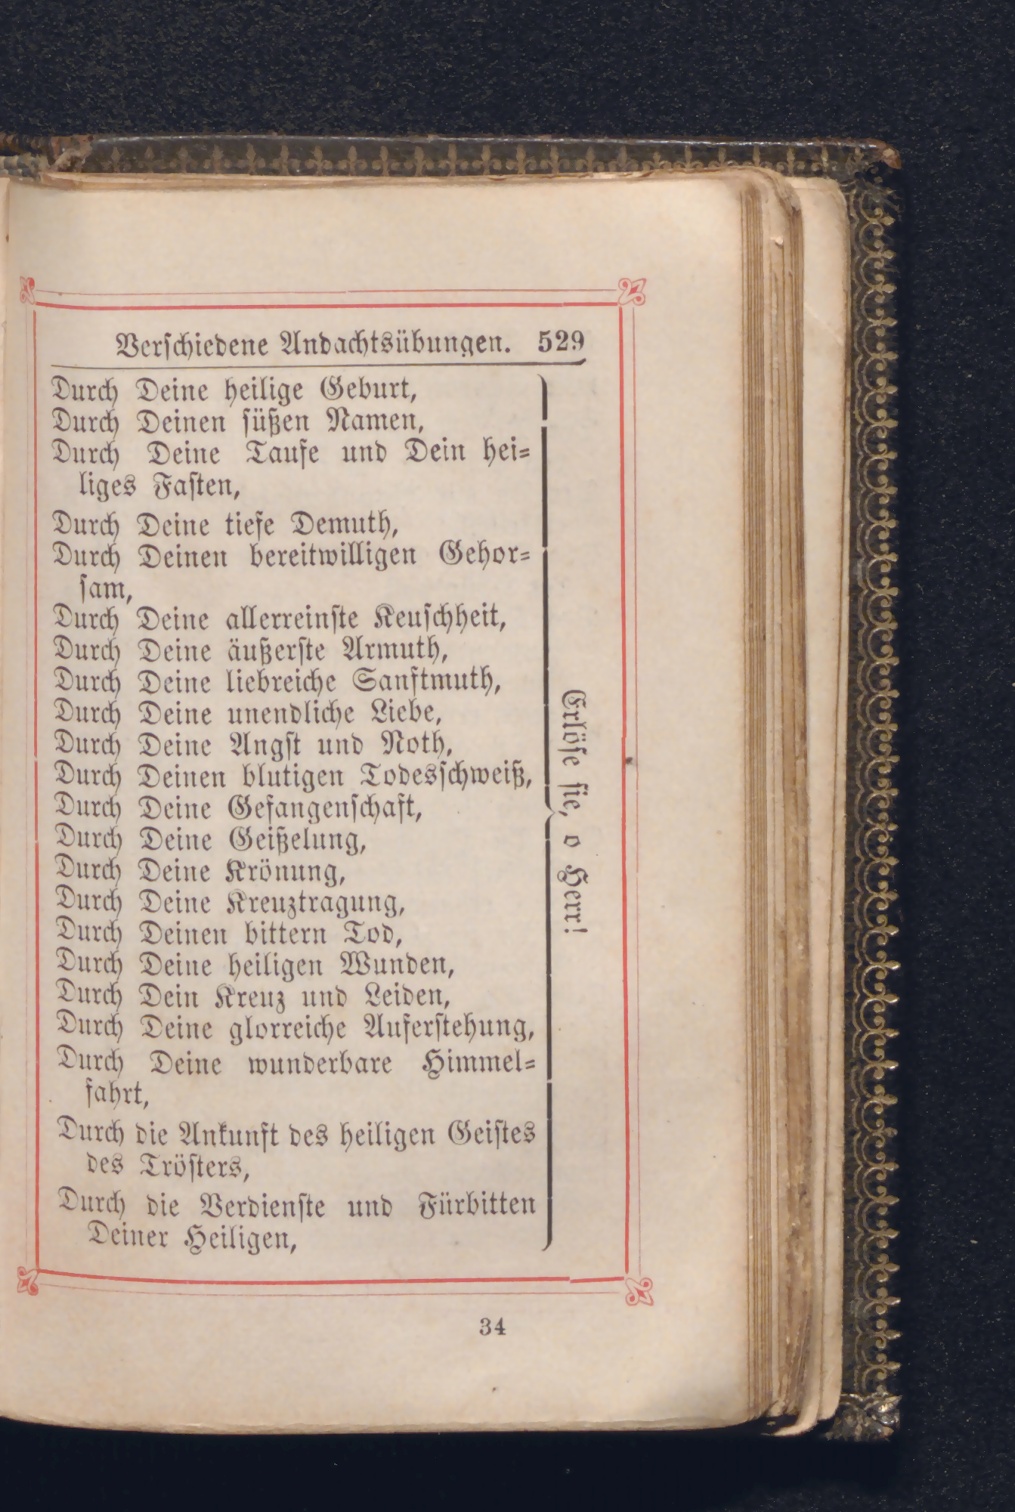 Verschiedene Andachtsübungen. 529
Durch Deine heilige Geburt,
Durch Deinen süßen Namen,
Durch Deine Taufe und Dein hei-
liges Fasten,
Durch Deine tiefe Demuth,
Durch Deinen bereitwilligen Gehor-
sam,
Durch Deine allerreinste Keuschheit,
Durch Deine äußerste Armuth,
Durch Deine liebreiche Sanftmuth,
Durch Deine unendliche Liebe,
Durch Deine Angst und Noth,
Durch Deinen blutigen Todesschweiß,
Durch Deine Gefangenschaft,
Durch Deine Geißelung,
Durch Deine Krönung,
Durch Deine Kreuztragung,
Durch Deinen bittern Tod,
Durch Deine heiligen Wunden,
Durch Dein Kreuz und Leiden,
Durch Deine glorreiche Auferstehung,
Durch Deine wunderbare Himmel-
fahrt,
Durch die Ankunft des heiligen Geistes
des Trösters,
Durch die Verdienste und Fürbitten
Deiner Heiligen,
Erlöse sie, o Herr!
34